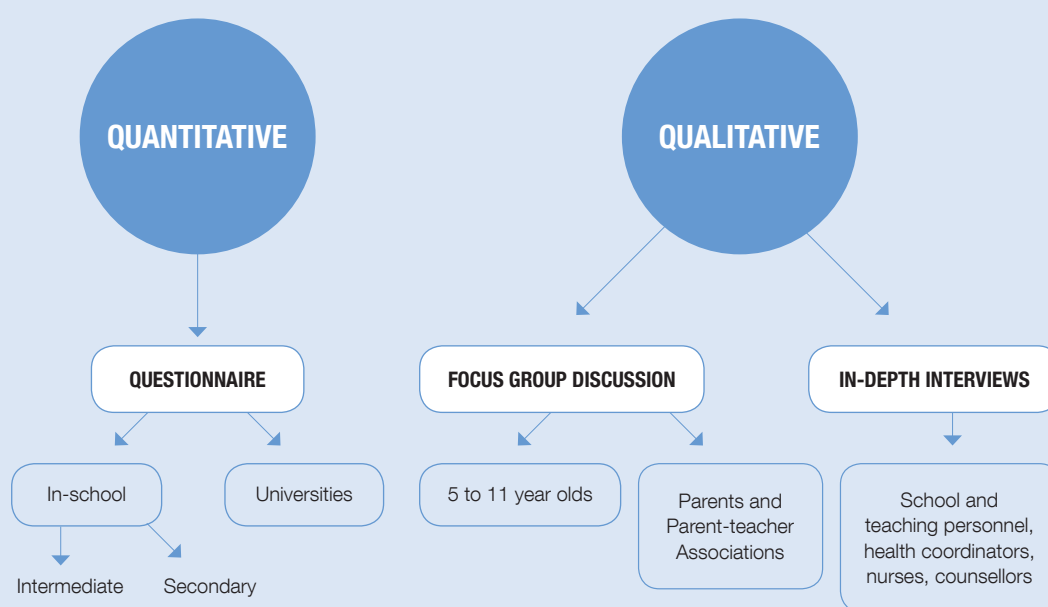 QUANTITATIVE
QUALITATIVE
QUESTIONNAIRE
FOCUS GROUP DISCUSSION
IN-DEPTH INTERVIEWS
In-school
Universities
5 to 11 year olds
Parents and
Parent-teacher
Associations
School and
teaching personnel,
health coordinators,
nurses, counsellors
Intermediate
Secondary